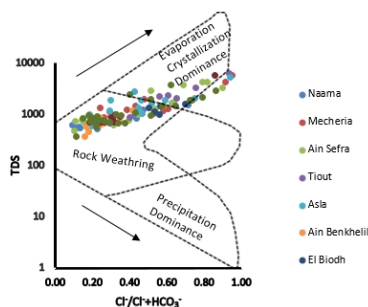 Evaporation
Crystallization
Dominance
10000
1000
100
10
1
TDS
Rock Weathring
Precipitation
Dominance
0.00 0.20 0.40 0.60 0.80 1.00
Cl⁻/Cl⁻+HCO₃⁻
Naama
Mecheria
Ain Sefra
Tiout
Asla
Ain Benkhelil
El Biodh